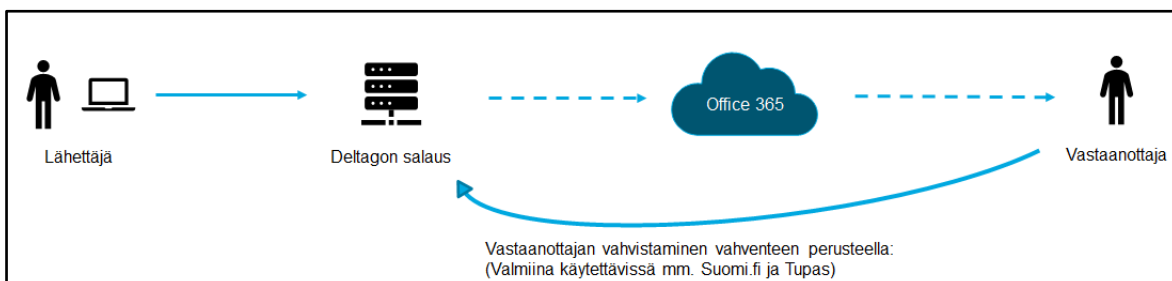 Office 365
Lähettäjä
Deltagon salaus
Vastaanottaja
Vastaanottajan vahvistaminen vahventeen perusteella:
(Valmiina käytettävissä mm. Suomi.fi ja Tupas)